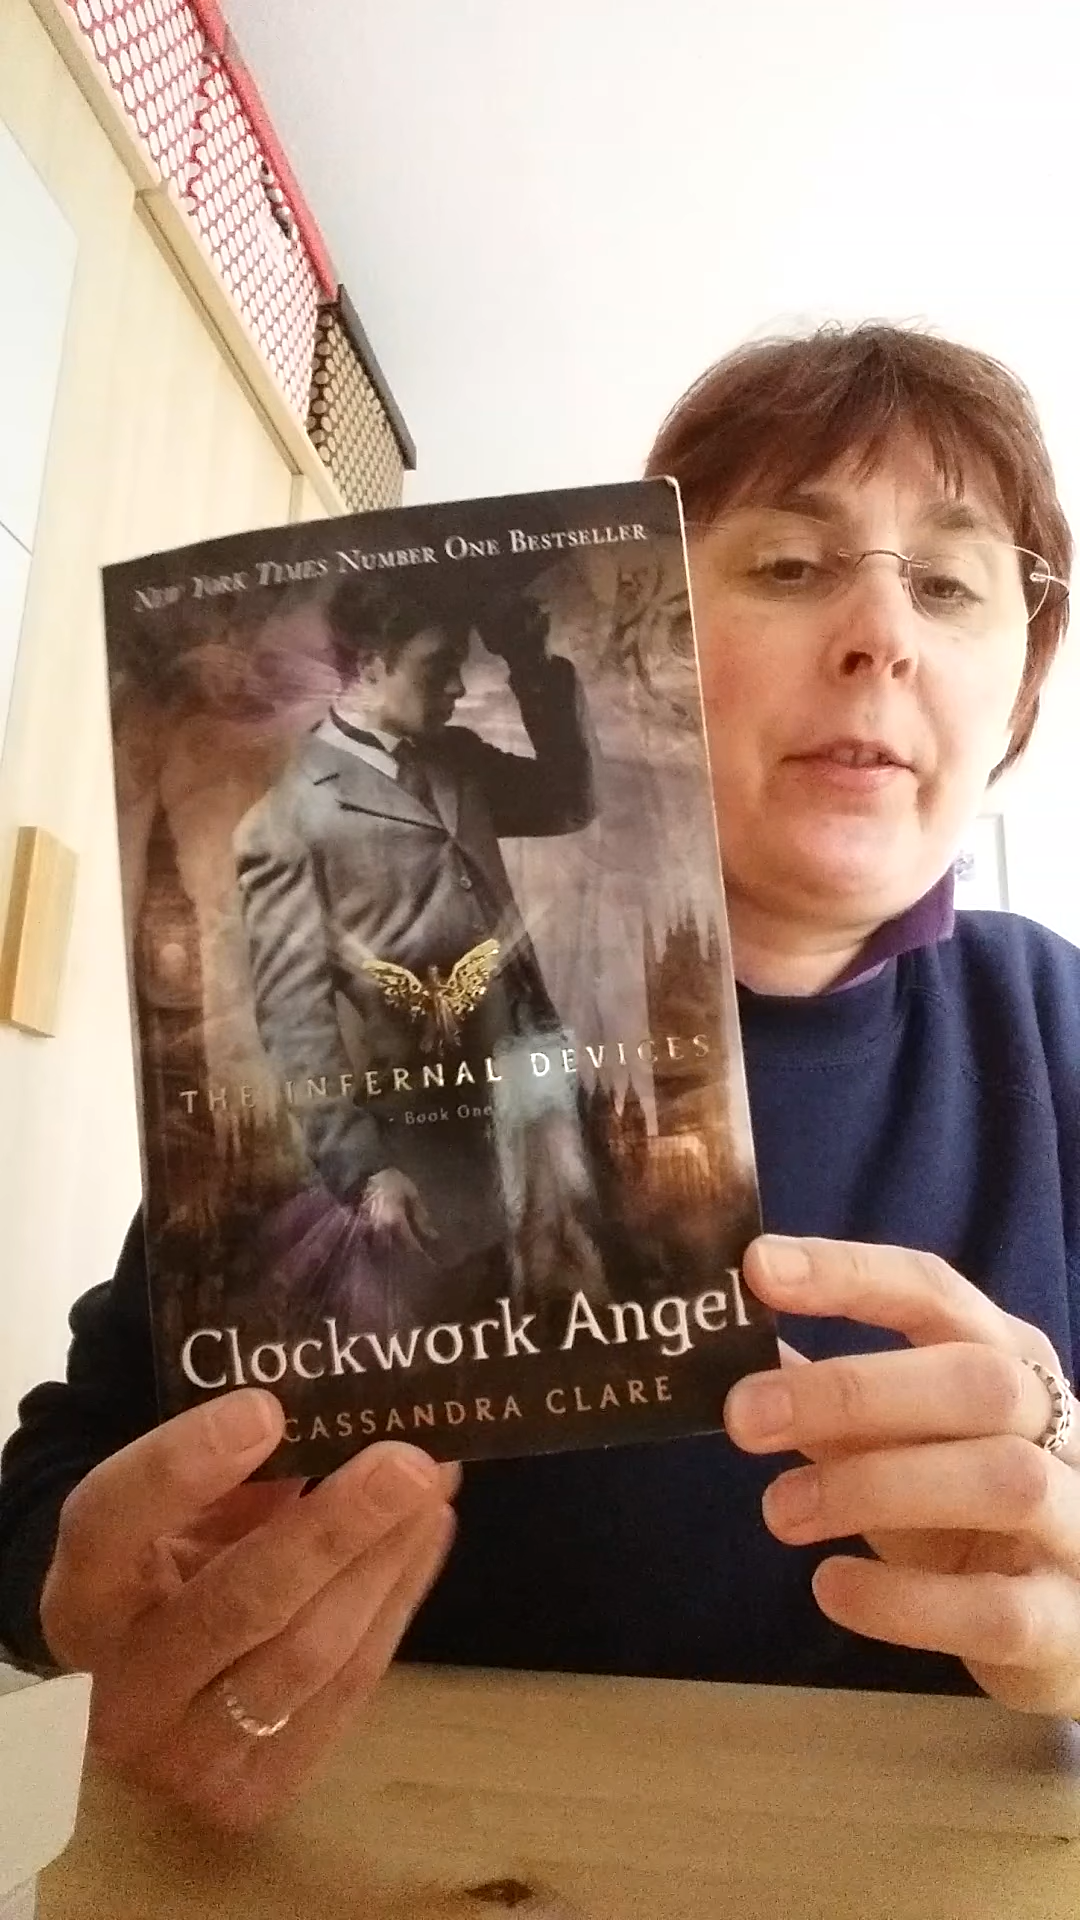 New York Times Number One Bestseller
THE INFERNAL DEVICES
- Book One
Clockwork Angel
CASSANDRA CLARE